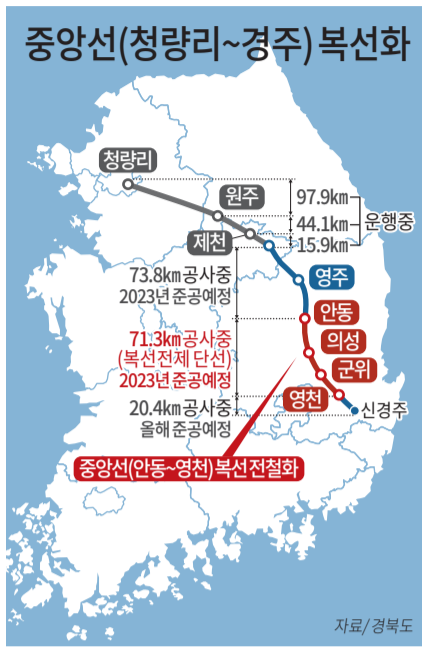 중앙선(청량리~경주) 복선화
청량리
원주
97.9km
44.1km
운행중
제천
15.9km
73.8km공사중
2023년 준공예정
영주
안동
71.3km공사중
(복선전체 단선)
2023년 준공예정
의성
군위
영천
20.4km공사중
올해 준공예정
신경주
중앙선(안동~영천) 복선전철화
자료/경북도